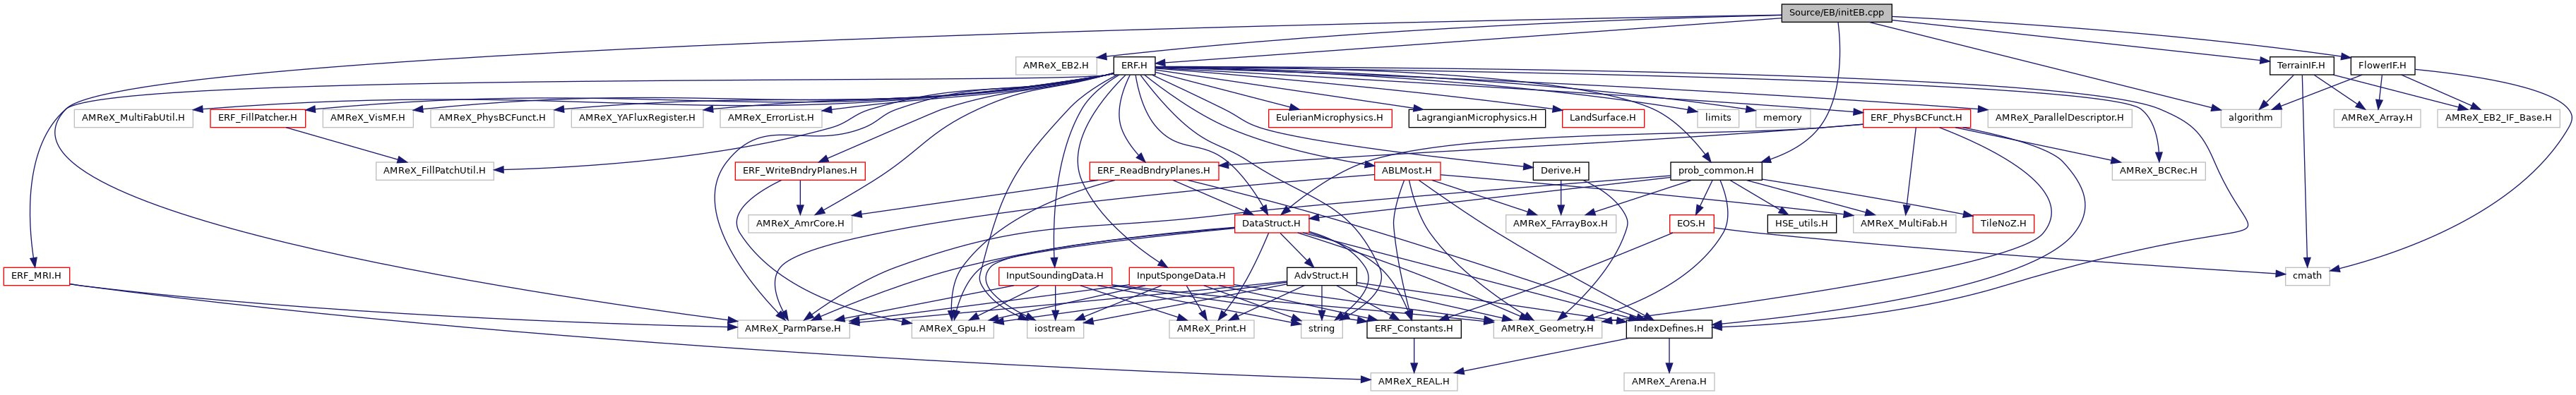 Source/EB/initEB.cpp
AMReX_EB2.H
ERF.H
TerrainIF.H
FlowerIF.H
AMReX_MultiFabUtil.H
ERF_FillPatcher.H
AMReX_VisMF.H
AMReX_PhysBCFunct.H
AMReX_YAFluxRegister.H
AMReX_ErrorList.H
EulerianMicrophysics.H
LagrangianMicrophysics.H
LandSurface.H
limits
memory
ERF_PhysBCFunct.H
AMReX_ParallelDescriptor.H
algorithm
AMReX_Array.H
AMReX_EB2_IF_Base.H
AMReX_FillPatchUtil.H
ERF_WriteBndryPlanes.H
ERF_ReadBndryPlanes.H
ABLMost.H
Derive.H
prob_common.H
AMReX_BCRec.H
AMReX_AmrCore.H
DataStruct.H
AMReX_FArrayBox.H
EOS.H
HSE_utils.H
AMReX_MultiFab.H
TileNoZ.H
ERF_MRI.H
InputSoundingData.H
InputSpongeData.H
AdvStruct.H
cmath
AMReX_ParmParse.H
AMReX_Gpu.H
iostream
AMReX_Print.H
string
ERF_Constants.H
AMReX_Geometry.H
IndexDefines.H
AMReX_REAL.H
AMReX_Arena.H